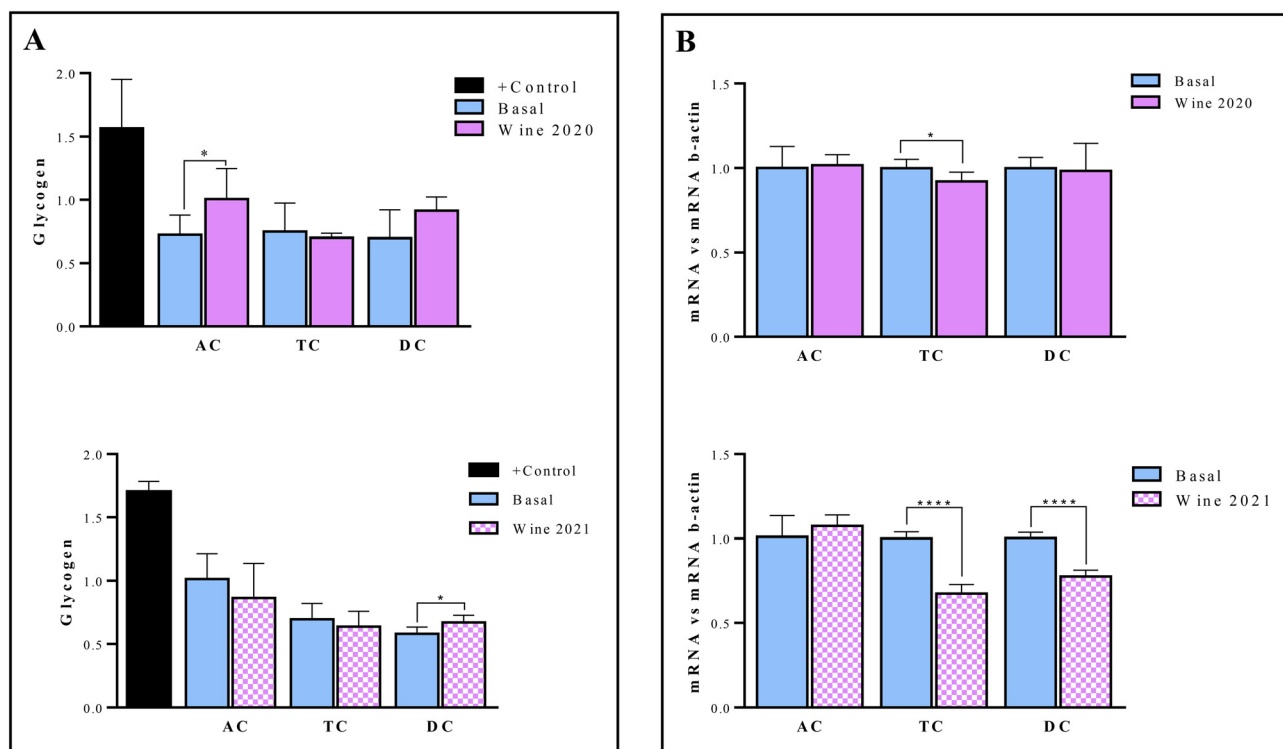 A
2.0
1.5
1.0
0.5
0.0
Glycogen
*
AC TC DC
+Control
Basal
Wine 2020
2.0
1.5
1.0
0.5
0.0
Glycogen
*
AC TC DC
+Control
Basal
Wine 2021
B
1.5
1.0
0.5
0.0
mRNA vs mRNA b-actin
*
AC TC DC
Basal
Wine 2020
1.5
1.0
0.5
0.0
mRNA vs mRNA b-actin
**** ****
AC TC DC
Basal
Wine 2021